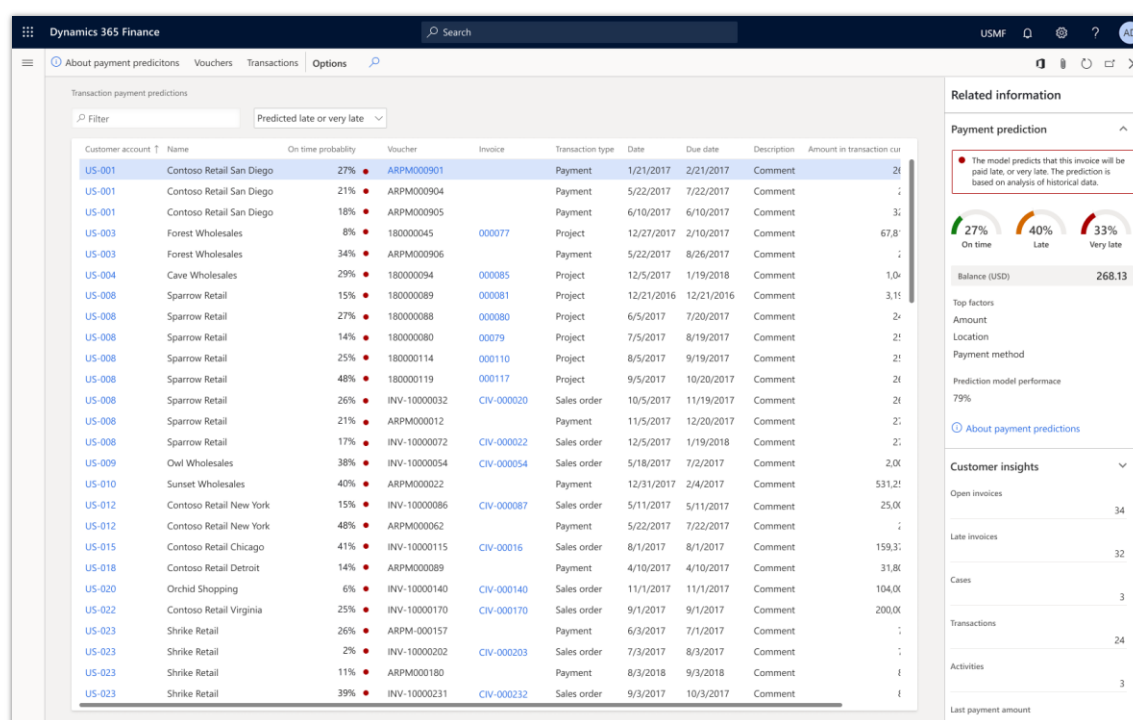 Dynamics 365 Finance Search USMF ? AD
About payment predicitons Vouchers Transactions Options
Transaction payment predictions
Filter Predicted late or very late
Customer account ↑ Name On time probablity Voucher Invoice Transaction type Date Due date Description Amount in transaction cur
US-001 Contoso Retail San Diego 27% ARPM000901 Payment 1/21/2017 2/21/2017 Comment
US-001 Contoso Retail San Diego 21% ARPM000904 Payment 5/22/2017 7/22/2017 Comment
US-001 Contoso Retail San Diego 18% ARPM000905 Payment 6/10/2017 6/10/2017 Comment
US-003 Forest Wholesales 8% 180000045 000077 Project 12/27/2017 2/10/2017 Comment
US-003 Forest Wholesales 34% ARPM000906 Payment 5/22/2017 8/26/2017 Comment
US-004 Cave Wholesales 29% 180000094 000085 Project 12/5/2017 1/19/2018 Comment
US-008 Sparrow Retail 15% 180000089 000081 Project 12/21/2016 12/21/2016 Comment
US-008 Sparrow Retail 27% 180000088 000080 Project 6/5/2017 7/20/2017 Comment
US-008 Sparrow Retail 14% 180000080 00079 Project 7/5/2017 8/19/2017 Comment
US-008 Sparrow Retail 25% 180000114 000110 Project 8/5/2017 9/19/2017 Comment
US-008 Sparrow Retail 48% 180000119 000117 Project 9/5/2017 10/20/2017 Comment
US-008 Sparrow Retail 26% INV-10000032 CIV-000020 Sales order 10/5/2017 11/19/2017 Comment
US-008 Sparrow Retail 21% ARPM000012 Payment 11/5/2017 12/20/2017 Comment
US-008 Sparrow Retail 17% INV-10000072 CIV-000022 Sales order 12/5/2017 1/19/2018 Comment
US-009 Owl Wholesales 38% INV-10000054 CIV-000054 Sales order 5/18/2017 7/2/2017 Comment
US-010 Sunset Wholesales 40% ARPM000022 Payment 12/31/2017 2/4/2017 Comment
US-012 Contoso Retail New York 15% INV-10000086 CIV-000087 Sales order 5/11/2017 5/11/2017 Comment
US-012 Contoso Retail New York 48% ARPM000062 Payment 5/22/2017 7/22/2017 Comment
US-015 Contoso Retail Chicago 41% INV-10000115 CIV-00016 Sales order 8/1/2017 8/1/2017 Comment
US-018 Contoso Retail Detroit 14% ARPM000089 Payment 4/10/2017 4/10/2017 Comment
US-020 Orchid Shopping 6% INV-10000140 CIV-000140 Sales order 11/1/2017 11/1/2017 Comment
US-022 Contoso Retail Virginia 25% INV-10000170 CIV-000170 Sales order 9/1/2017 9/1/2017 Comment
US-023 Shrike Retail 26% ARPM-000157 Payment 6/3/2017 7/1/2017 Comment
US-023 Shrike Retail 2% INV-10000202 CIV-000203 Sales order 7/3/2017 8/3/2017 Comment
US-023 Shrike Retail 11% ARPM000180 Payment 8/3/2018 9/3/2018 Comment
US-023 Shrike Retail 39% INV-10000231 CIV-000232 Sales order 9/3/2017 10/3/2017 Comment
Related information
Payment prediction
The model predicts that this invoice will be
paid late, or very late. The prediction is
based on analysis of historical data.
27% 40% 33%
On time Late Very late
Balance (USD) 268.13
Top factors
Amount
Location
Payment method
Prediction model performace
79%
About payment predictions
Customer insights
Open invoices
34
Late invoices
32
Cases
3
Transactions
24
Activities
3
Last payment amount